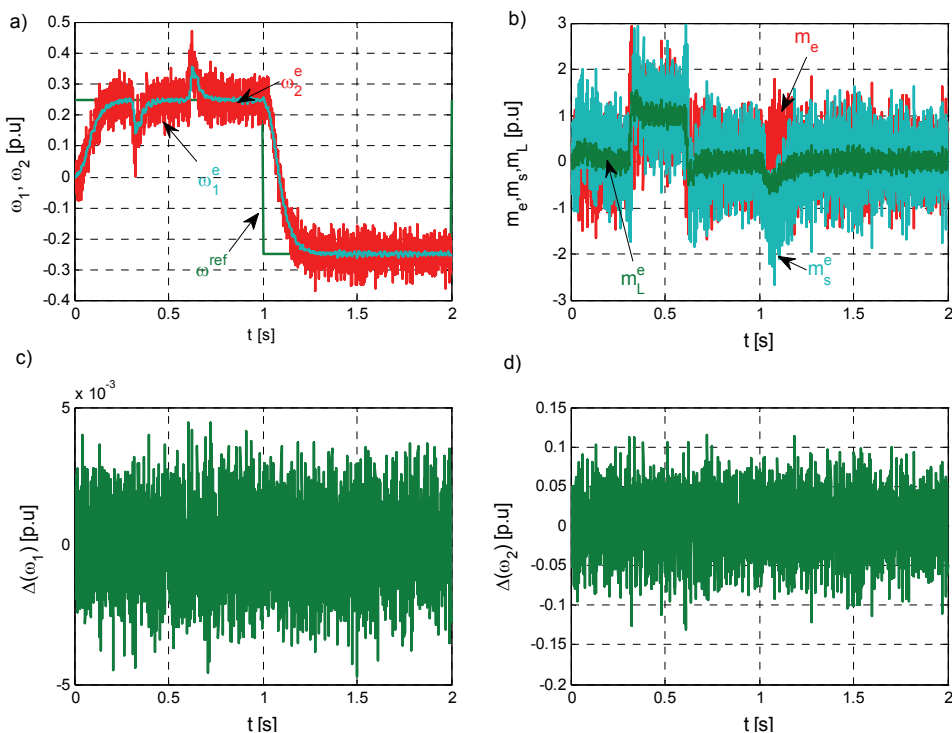 a)
0.5
0.4
0.3
0.2
0.1
0
-0.1
-0.2
-0.3
0.4
ω₁, ω₂ [p.u]
ω₂ᵉ
ω₁ᵉ
ω^ref
0 0.5 1 1.5 2
t [s]
b)
3
2
1
0
-1
-2
-3
mₑ,mₛ,m_L [p.u]
mₑ
m_L^e
mₛᵉ
0 0.5 1 1.5 2
t [s]
c)
x 10⁻³
5
0
-5
Δ(ω₁) [p.u]
0 0.5 1 1.5 2
t [s]
d)
0.15
0.1
0.05
0
-0.05
-0.1
-0.15
-0.2
Δ(ω₂) [p.u]
0 0.5 1 1.5 2
t [s]